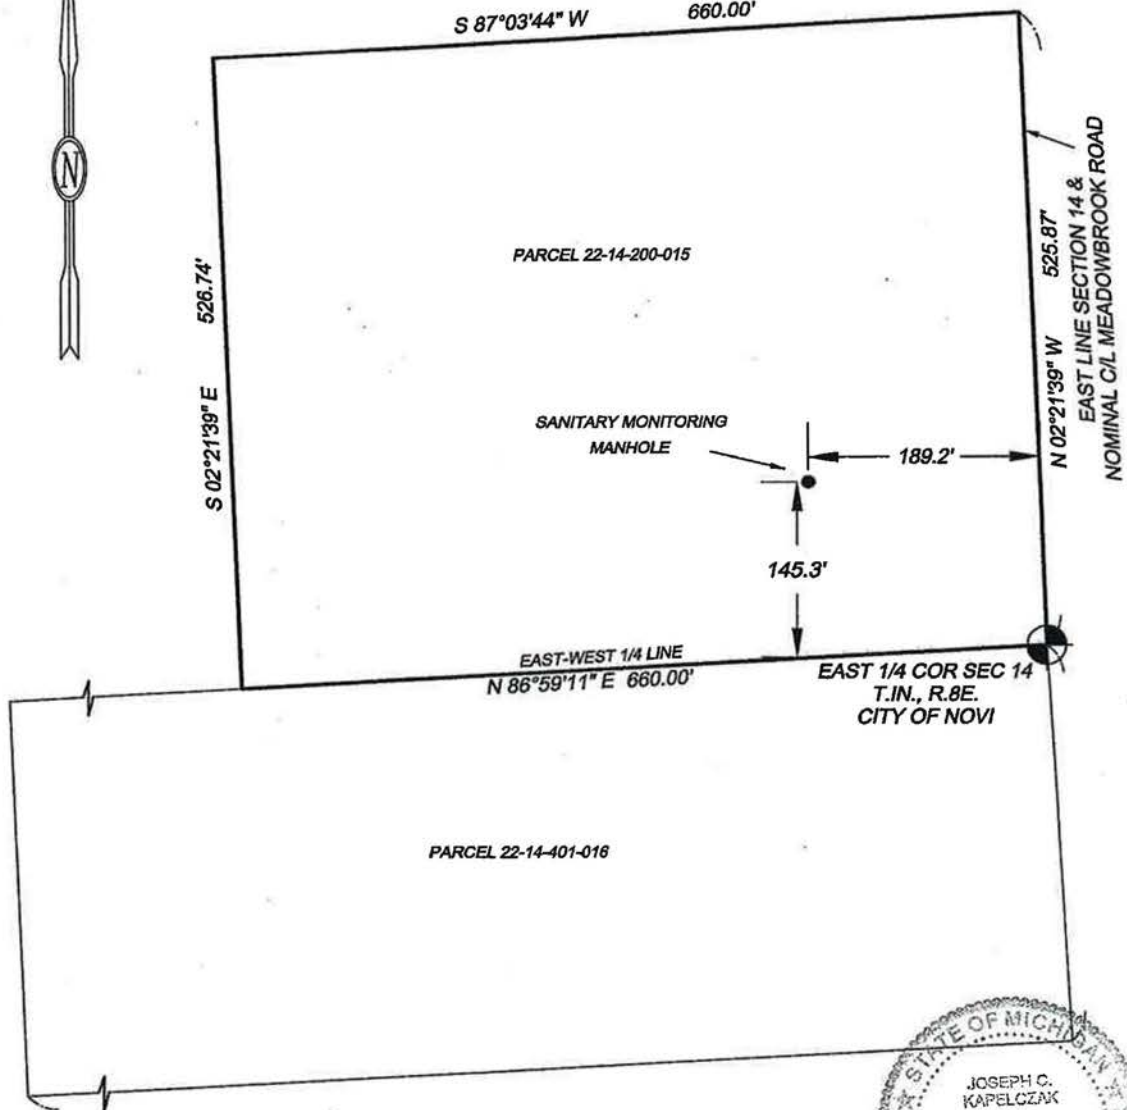 S 87°03'44" W 660.00'
N
EAST LINE SECTION 14 &
NOMINAL C/L MEADOWBROOK ROAD
N 02°21'39" W 525.87'
PARCEL 22-14-200-015
S 02°21'39" E 526.74'
SANITARY MONITORING
MANHOLE
189.2'
145.3'
EAST-WEST 1/4 LINE
N 86°59'11" E 660.00'
EAST 1/4 COR SEC 14
T.IN., R.8E.
CITY OF NOVI
PARCEL 22-14-401-016
STATE OF MICHIGAN
JOSEPH C.
KAPELCZAK